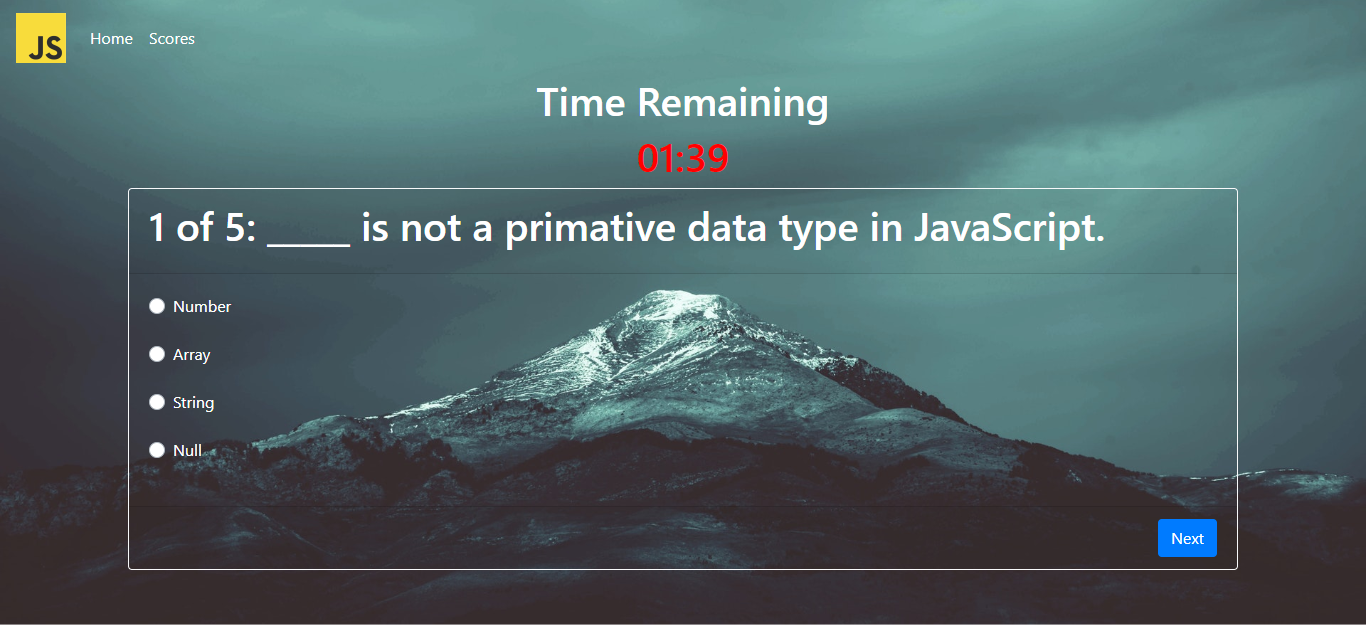 JS
Home Scores
Time Remaining
01:39
1 of 5: _____ is not a primative data type in JavaScript.
Number
Array
String
Null
Next